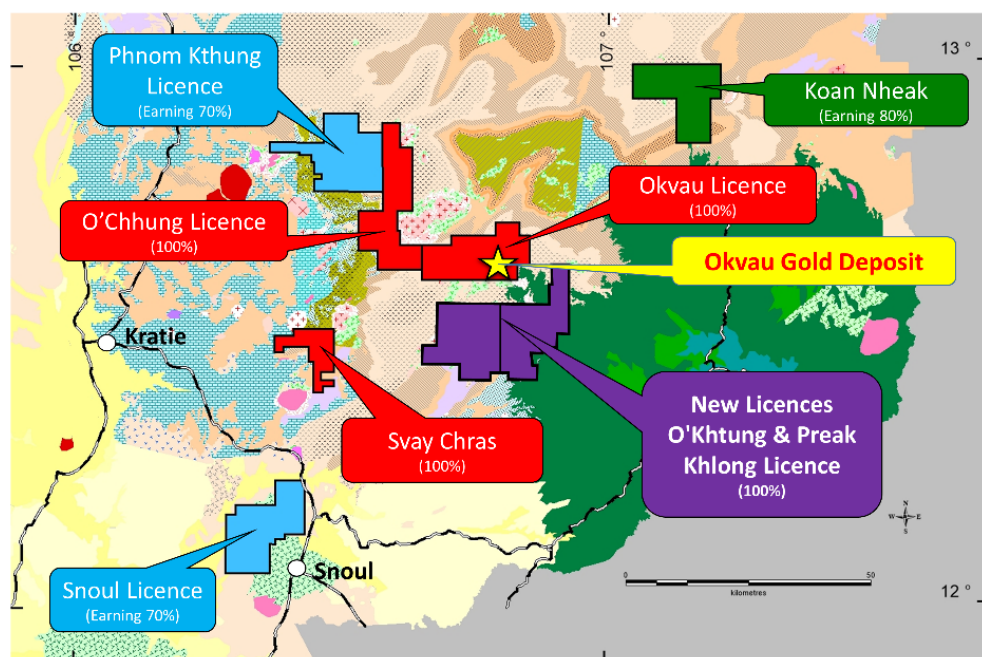 106
107
13 °
Phnom Kthung
Licence
(Earning 70%)
Koan Nheak
(Earning 80%)
O'Chhung Licence
(100%)
Okvau Licence
(100%)
Okvau Gold Deposit
Kratie
New Licences
O'Khtung & Preak
Khlong Licence
(100%)
Svay Chras
(100%)
N
W
E
S
Snoul
Snoul Licence
(Earning 70%)
0
50
kilometres
12 °